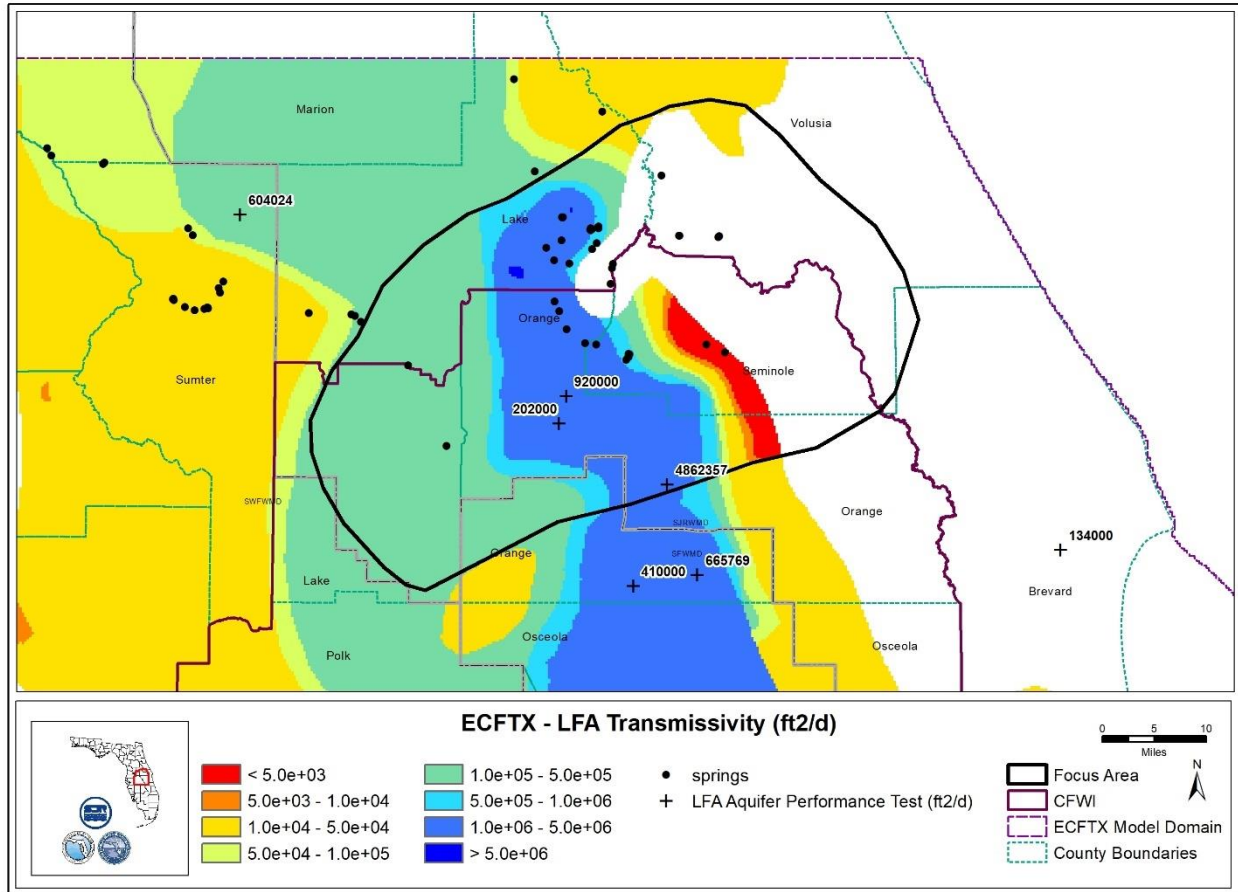 Marion
Volusia
604024
Lake
Orange
Sumter
Seminole
920000
202000
4862357
SWFWMD
Orange
SJRWMD
134000
Orange
SFWMD
665769
410000
Lake
Brevard
Osceola
Osceola
Polk
ECFTX - LFA Transmissivity (ft2/d)
< 5.0e+03
5.0e+03 - 1.0e+04
1.0e+04 - 5.0e+04
5.0e+04 - 1.0e+05
1.0e+05 - 5.0e+05
5.0e+05 - 1.0e+06
1.0e+06 - 5.0e+06
> 5.0e+06
springs
LFA Aquifer Performance Test (ft2/d)
0 5 10
Miles
N
Focus Area
CFWI
ECFTX Model Domain
County Boundaries